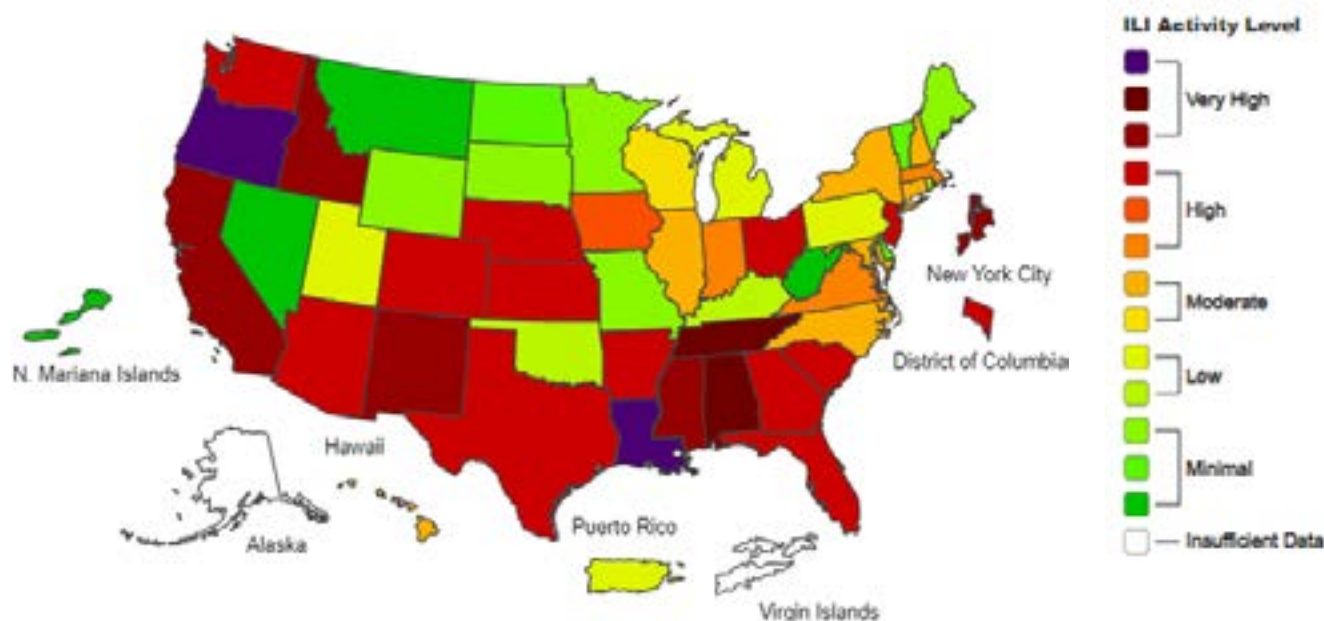 ILI Activity Level
Very High
High
Moderate
Low
Minimal
Insufficient Data
New York City
District of Columbia
N. Mariana Islands
Hawaii
Alaska
Puerto Rico
Virgin Islands